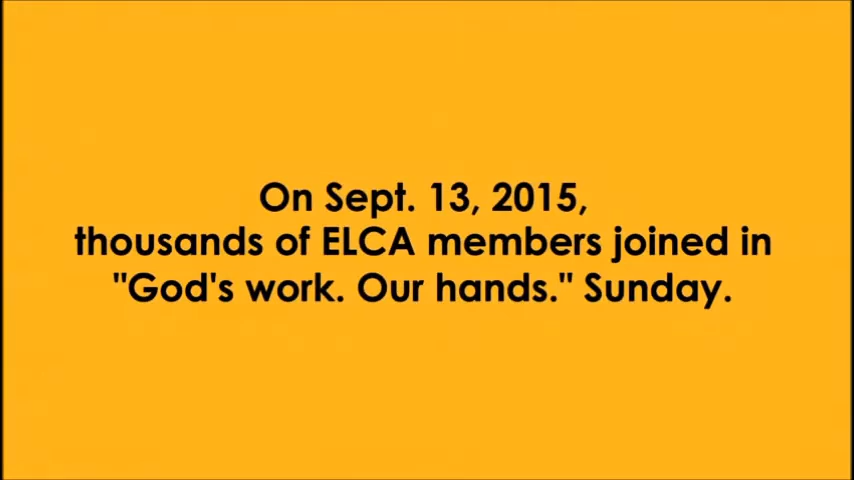 On Sept. 13, 2015,
thousands of ELCA members joined in
"God's work. Our hands." Sunday.